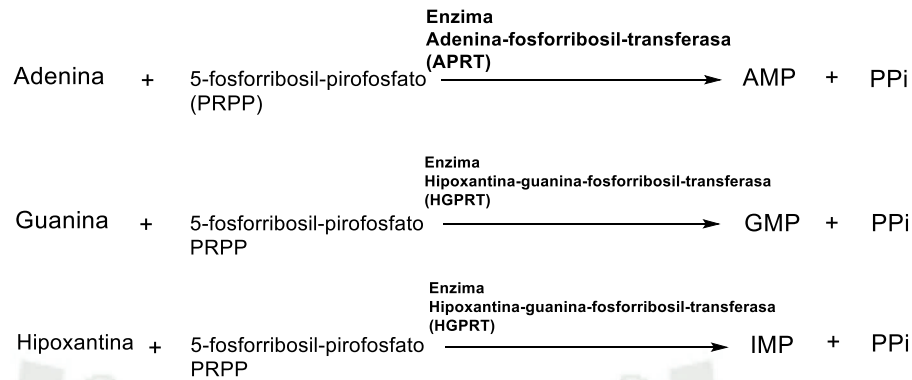 Enzima
Adenina-fosforribosil-transferasa
(APRT)
Adenina + 5-fosforribosil-pirofosfato AMP + PPi
(PRPP)
Enzima
Hipoxantina-guanina-fosforribosil-transferasa
(HGPRT)
Guanina + 5-fosforribosil-pirofosfato GMP + PPi
PRPP
Enzima
Hipoxantina-guanina-fosforribosil-transferasa
(HGPRT)
Hipoxantina + 5-fosforribosil-pirofosfato IMP + PPi
PRPP